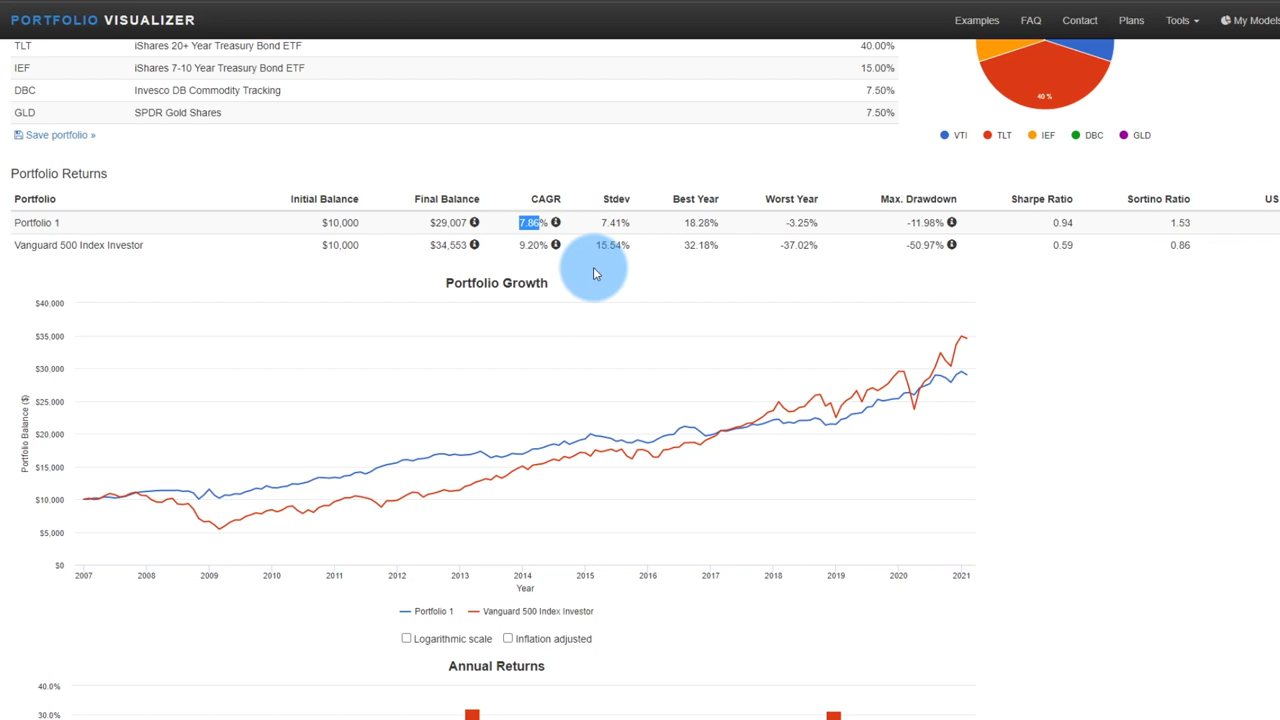 PORTFOLIO VISUALIZER Examples FAQ Contact Plans Tools My Models
TLT iShares 20+ Year Treasury Bond ETF 40.00%
IEF iShares 7-10 Year Treasury Bond ETF 15.00%
DBC Invesco DB Commodity Tracking 7.50%
GLD SPDR Gold Shares 7.50%
40 %
Save portfolio »
VTI TLT IEF DBC GLD
Portfolio Returns
Portfolio Initial Balance Final Balance CAGR Stdev Best Year Worst Year Max. Drawdown Sharpe Ratio Sortino Ratio US
Portfolio 1 $10,000 $29,007 7.86% 7.41% 18.28% -3.25% -11.98% 0.94 1.53
Vanguard 500 Index Investor $10,000 $34,553 9.20% 15.54% 32.18% -37.02% -50.97% 0.59 0.86
Portfolio Growth
$40,000
$35,000
$30,000
$25,000
$20,000
$15,000
$10,000
$5,000
$0
Portfolio Balance ($)
2007 2008 2009 2010 2011 2012 2013 2014 2015 2016 2017 2018 2019 2020 2021
Year
Portfolio 1 Vanguard 500 Index Investor
Logarithmic scale Inflation adjusted
Annual Returns
40.0%
30.0%